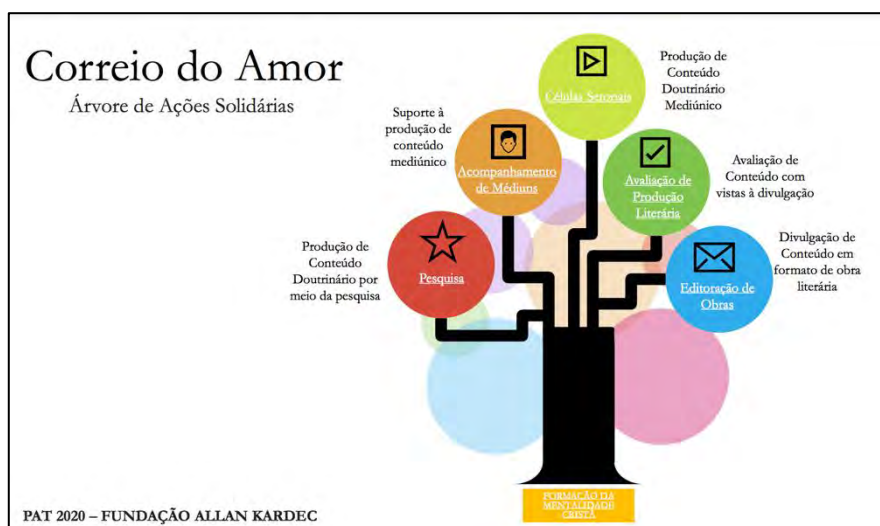 Correio do Amor
Árvore de Ações Solidárias
Produção de
Conteúdo
Doutrinário
Mediúnico
Células Seronais
Suporte à
produção de
conteúdo
mediúnico
Acompanhamento
de Médiuns
Avaliação de
Produção
Literária
Avaliação de
Conteúdo com
vistas à divulgação
Produção de
Conteúdo
Doutrinário por
meio da pesquisa
Pesquisa
Editoração de
Obras
Divulgação de
Conteúdo em
formato de obra
literária
FORMAÇÃO DA
MENTALIDADE
CRISTÃ
PAT 2020 – FUNDAÇÃO ALLAN KARDEC